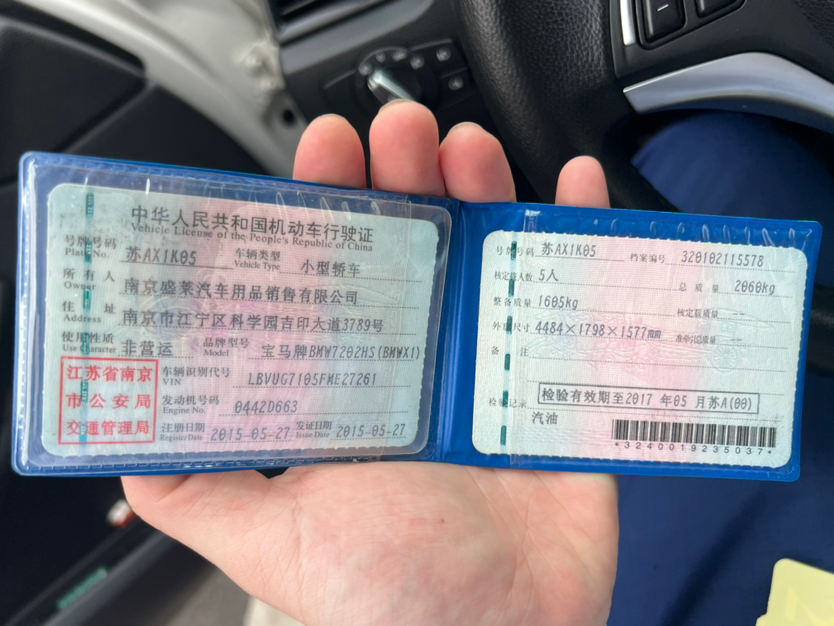 中华人民共和国机动车行驶证
Vehicle License of the People's Republic of China
号牌号码 苏AX1K05 车辆类型 小型轿车
Plate No. Vehicle Type
所有人 南京盛莱汽车用品销售有限公司
Owner
住址 南京市江宁区科学园吉印大道3789号
Address
使用性质 非营运 品牌型号 宝马牌BMW7202HS(BMWX1)
Use Character Model
江苏省南京
市公安局
交通管理局
车辆识别代号 LBVUG7105FME27261
VIN
发动机号码 0442D663
Engine No.
注册日期 2015-05-27 发证日期 2015-05-27
Register Date Issue Date
号牌号码 苏AX1K05 档案编号 320102115578
核定载人数 5人 总质量 2060kg
整备质量 1605kg 核定载质量 --
外廓尺寸 4484×1798×1577mm 准牵引总质量 --
备注
检验记录 检验有效期至2017年05月苏A(00)
汽油
*3240019235037*